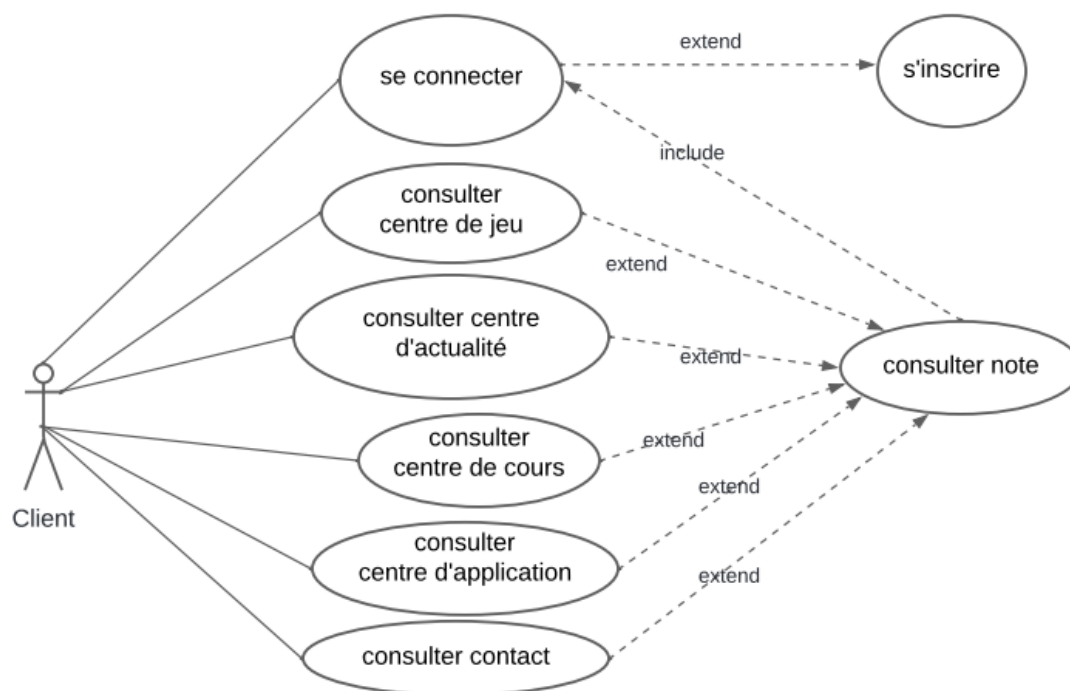 se connecter
extend
s'inscrire
include
consulter
centre de jeu
extend
consulter centre
d'actualité
extend
consulter note
consulter
centre de cours
extend
extend
Client
consulter
centre d'application
extend
consulter contact